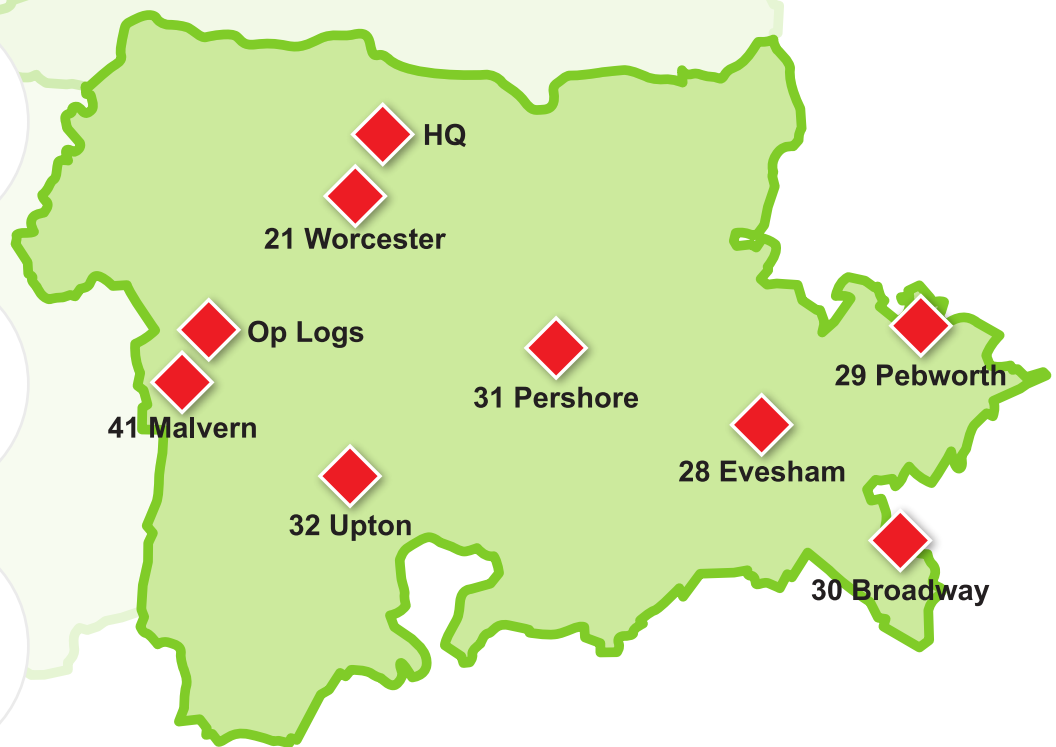 HQ
21 Worcester
Op Logs
29 Pebworth
31 Pershore
41 Malvern
28 Evesham
32 Upton
30 Broadway